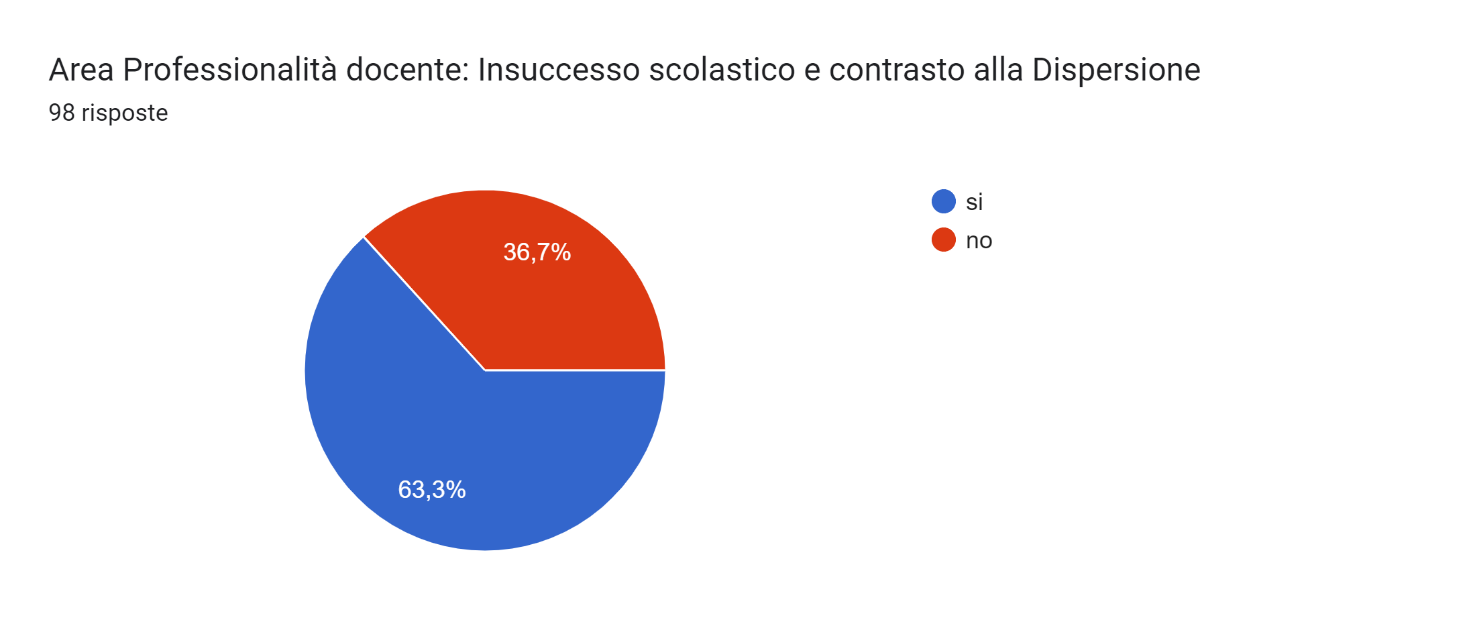 Area Professionalità docente: Insuccesso scolastico e contrasto alla Dispersione
98 risposte
si
no
36,7%
63,3%